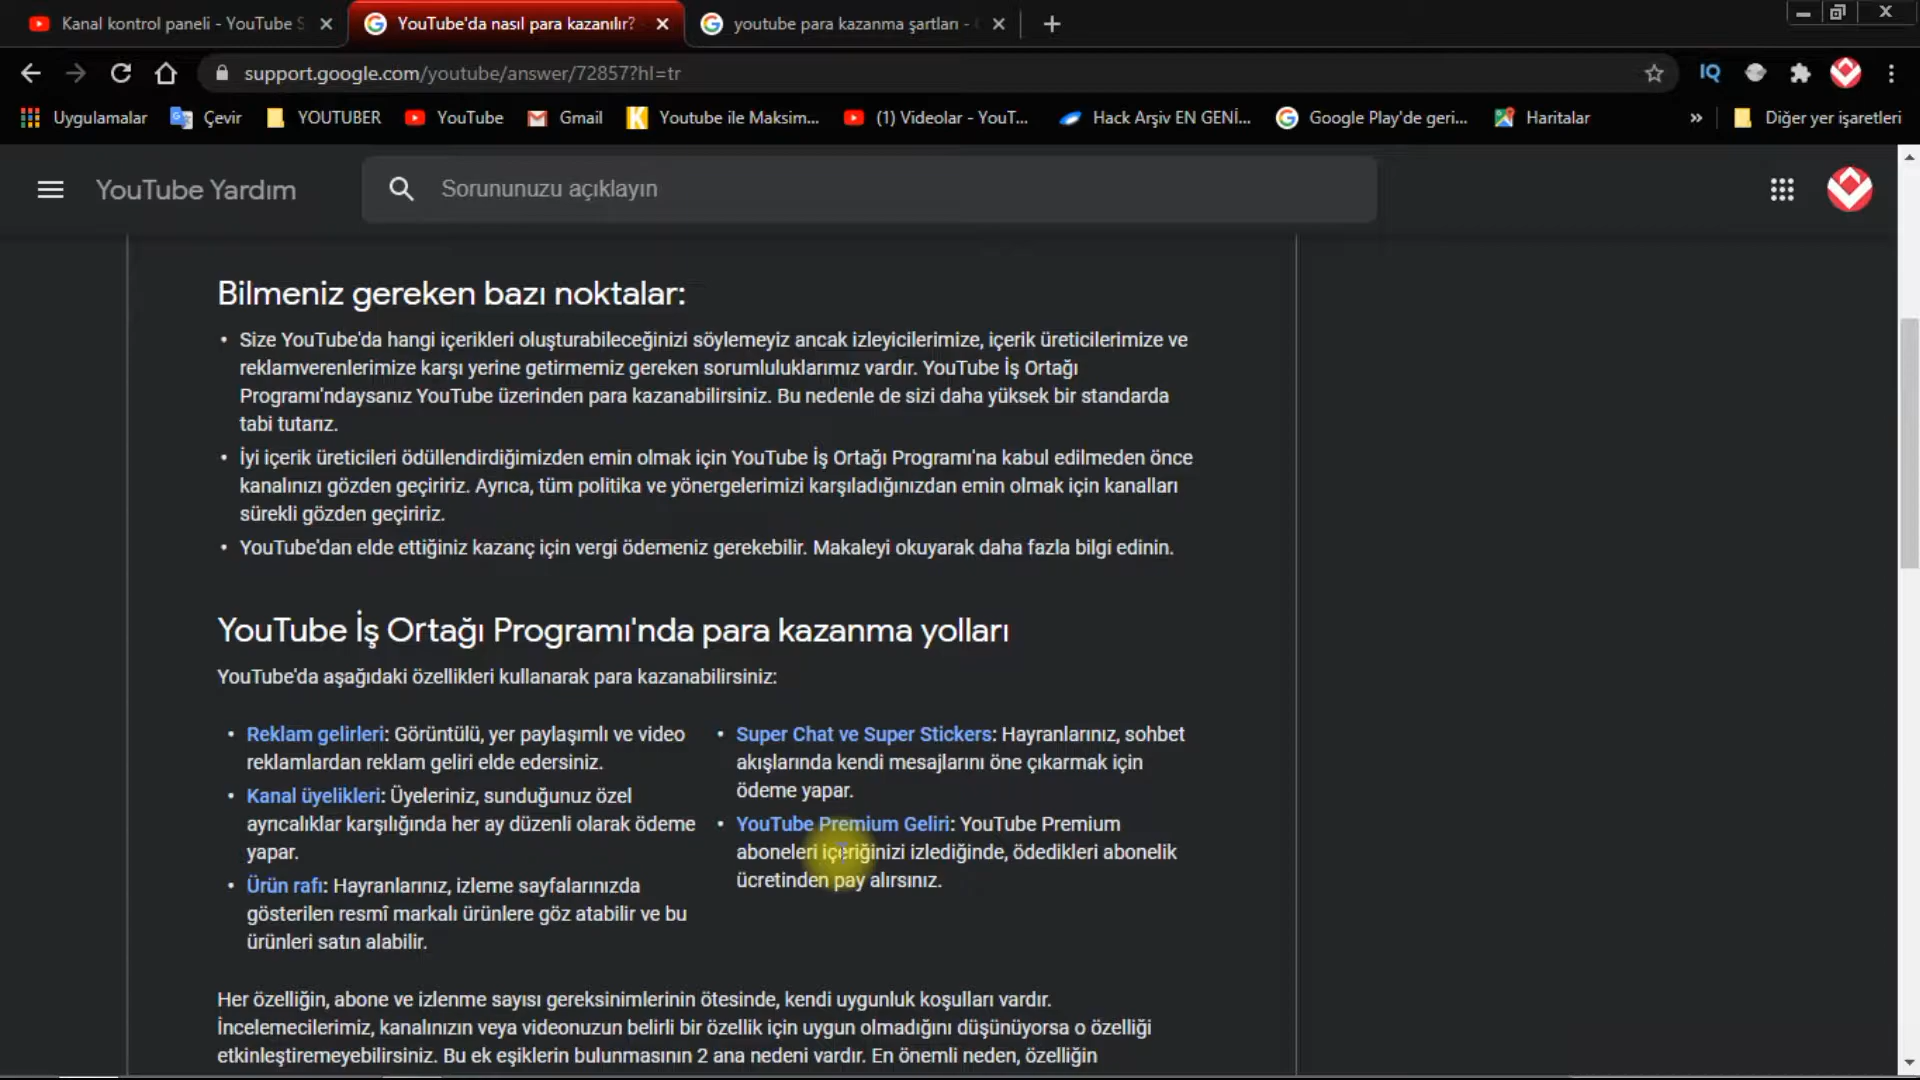 Kanal kontrol paneli - YouTube S
YouTube'da nasıl para kazanılır?
youtube para kazanma şartları -
support.google.com/youtube/answer/72857?hl=tr
IQ
Uygulamalar
Çevir
YOUTUBER
YouTube
Gmail
Youtube ile Maksim...
(1) Videolar - YouT...
Hack Arşiv EN GENİ...
Google Play'de geri...
Haritalar
»
Diğer yer işaretleri
YouTube Yardım
Sorununuzu açıklayın
Bilmeniz gereken bazı noktalar:
• Size YouTube'da hangi içerikleri oluşturabileceğinizi söylemeyiz ancak izleyicilerimize, içerik üreticilerimize ve
reklamverenlerimize karşı yerine getirmemiz gereken sorumluluklarımız vardır. YouTube İş Ortağı
Programı'ndaysanız YouTube üzerinden para kazanabilirsiniz. Bu nedenle de sizi daha yüksek bir standarda
tabi tutarız.
• İyi içerik üreticileri ödüllendirdiğimizden emin olmak için YouTube İş Ortağı Programı'na kabul edilmeden önce
kanalınızı gözden geçiririz. Ayrıca, tüm politika ve yönergelerimizi karşıladığınızdan emin olmak için kanalları
sürekli gözden geçiririz.
• YouTube'dan elde ettiğiniz kazanç için vergi ödemeniz gerekebilir. Makaleyi okuyarak daha fazla bilgi edinin.
YouTube İş Ortağı Programı'nda para kazanma yolları
YouTube'da aşağıdaki özellikleri kullanarak para kazanabilirsiniz:
• Reklam gelirleri: Görüntülü, yer paylaşımlı ve video
reklamlardan reklam geliri elde edersiniz.
• Kanal üyelikleri: Üyeleriniz, sunduğunuz özel
ayrıcalıklar karşılığında her ay düzenli olarak ödeme
yapar.
• Ürün rafı: Hayranlarınız, izleme sayfalarınızda
gösterilen resmî markalı ürünlere göz atabilir ve bu
ürünleri satın alabilir.
• Super Chat ve Super Stickers: Hayranlarınız, sohbet
akışlarında kendi mesajlarını öne çıkarmak için
ödeme yapar.
• YouTube Premium Geliri: YouTube Premium
aboneleri içeriğinizi izlediğinde, ödedikleri abonelik
ücretinden pay alırsınız.
Her özelliğin, abone ve izlenme sayısı gereksinimlerinin ötesinde, kendi uygunluk koşulları vardır.
İncelemecilerimiz, kanalınızın veya videonuzun belirli bir özellik için uygun olmadığını düşünüyorsa o özelliği
etkinleştiremeyebilirsiniz. Bu ek eşiklerin bulunmasının 2 ana nedeni vardır. En önemli neden, özelliğin